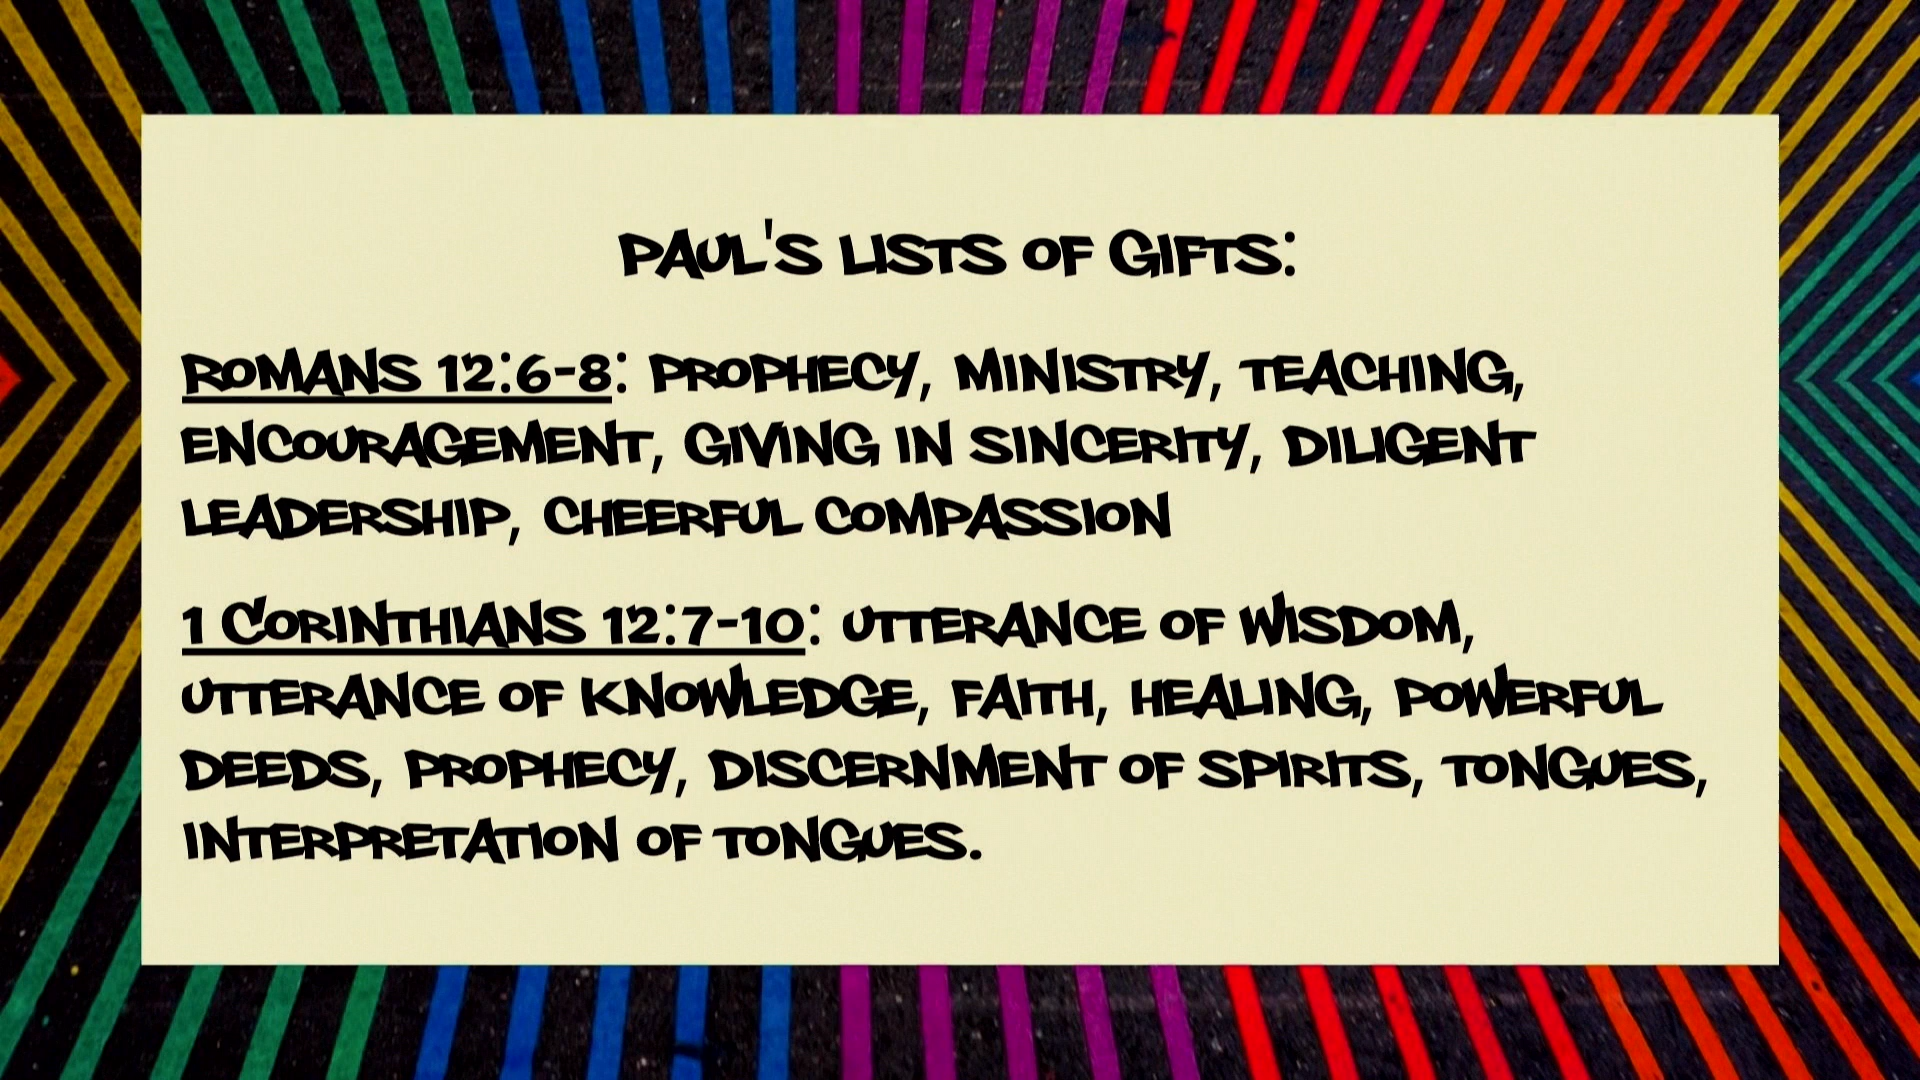 PAUL'S LISTS OF GIFTS:
ROMANS 12:6-8: PROPHECY, MINISTRY, TEACHING,
ENCOURAGEMENT, GIVING IN SINCERITY, DILIGENT
LEADERSHIP, CHEERFUL COMPASSION
1 CORINTHIANS 12:7-10: UTTERANCE OF WISDOM,
UTTERANCE OF KNOWLEDGE, FAITH, HEALING, POWERFUL
DEEDS, PROPHECY, DISCERNMENT OF SPIRITS, TONGUES,
INTERPRETATION OF TONGUES.